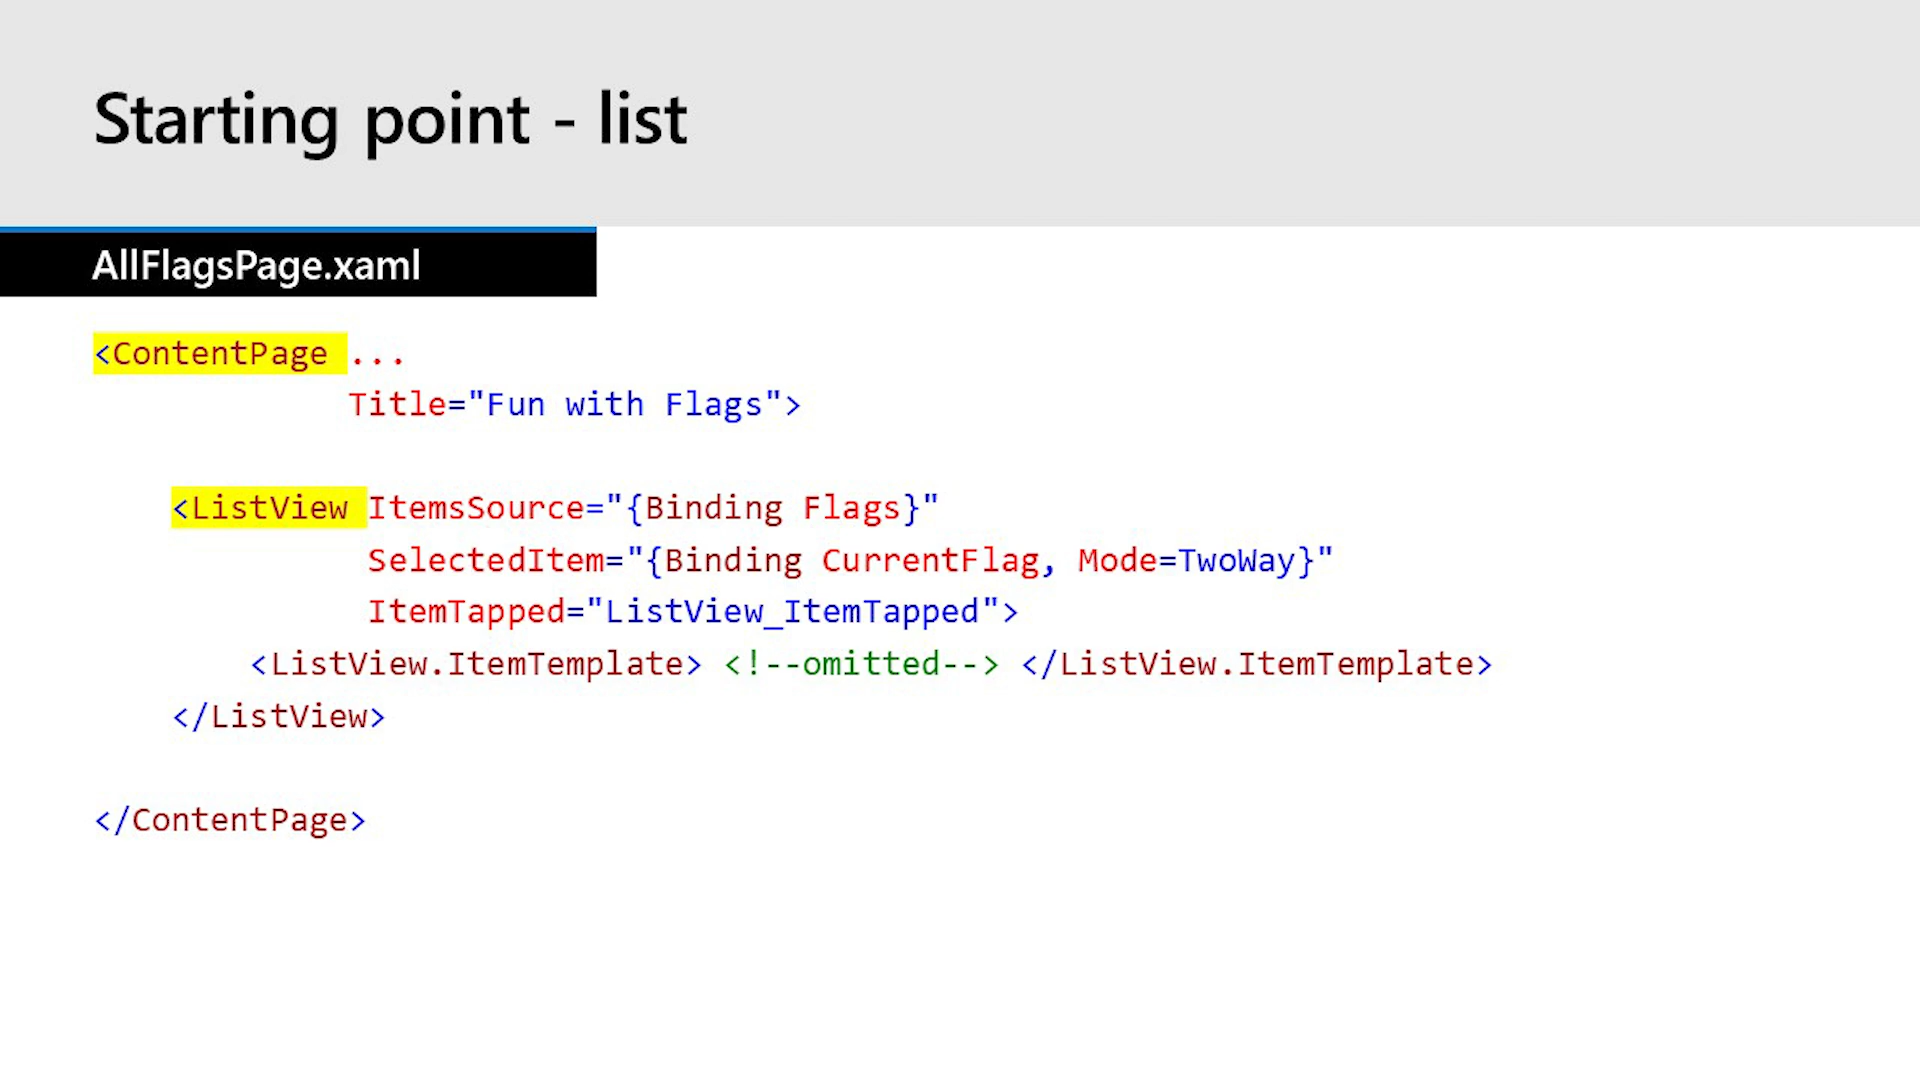 Starting point - list
AllFlagsPage.xaml
<ContentPage ...
Title="Fun with Flags">
<ListView ItemsSource="{Binding Flags}"
SelectedItem="{Binding CurrentFlag, Mode=TwoWay}"
ItemTapped="ListView_ItemTapped">
<ListView.ItemTemplate> <!--omitted--> </ListView.ItemTemplate>
</ListView>
</ContentPage>